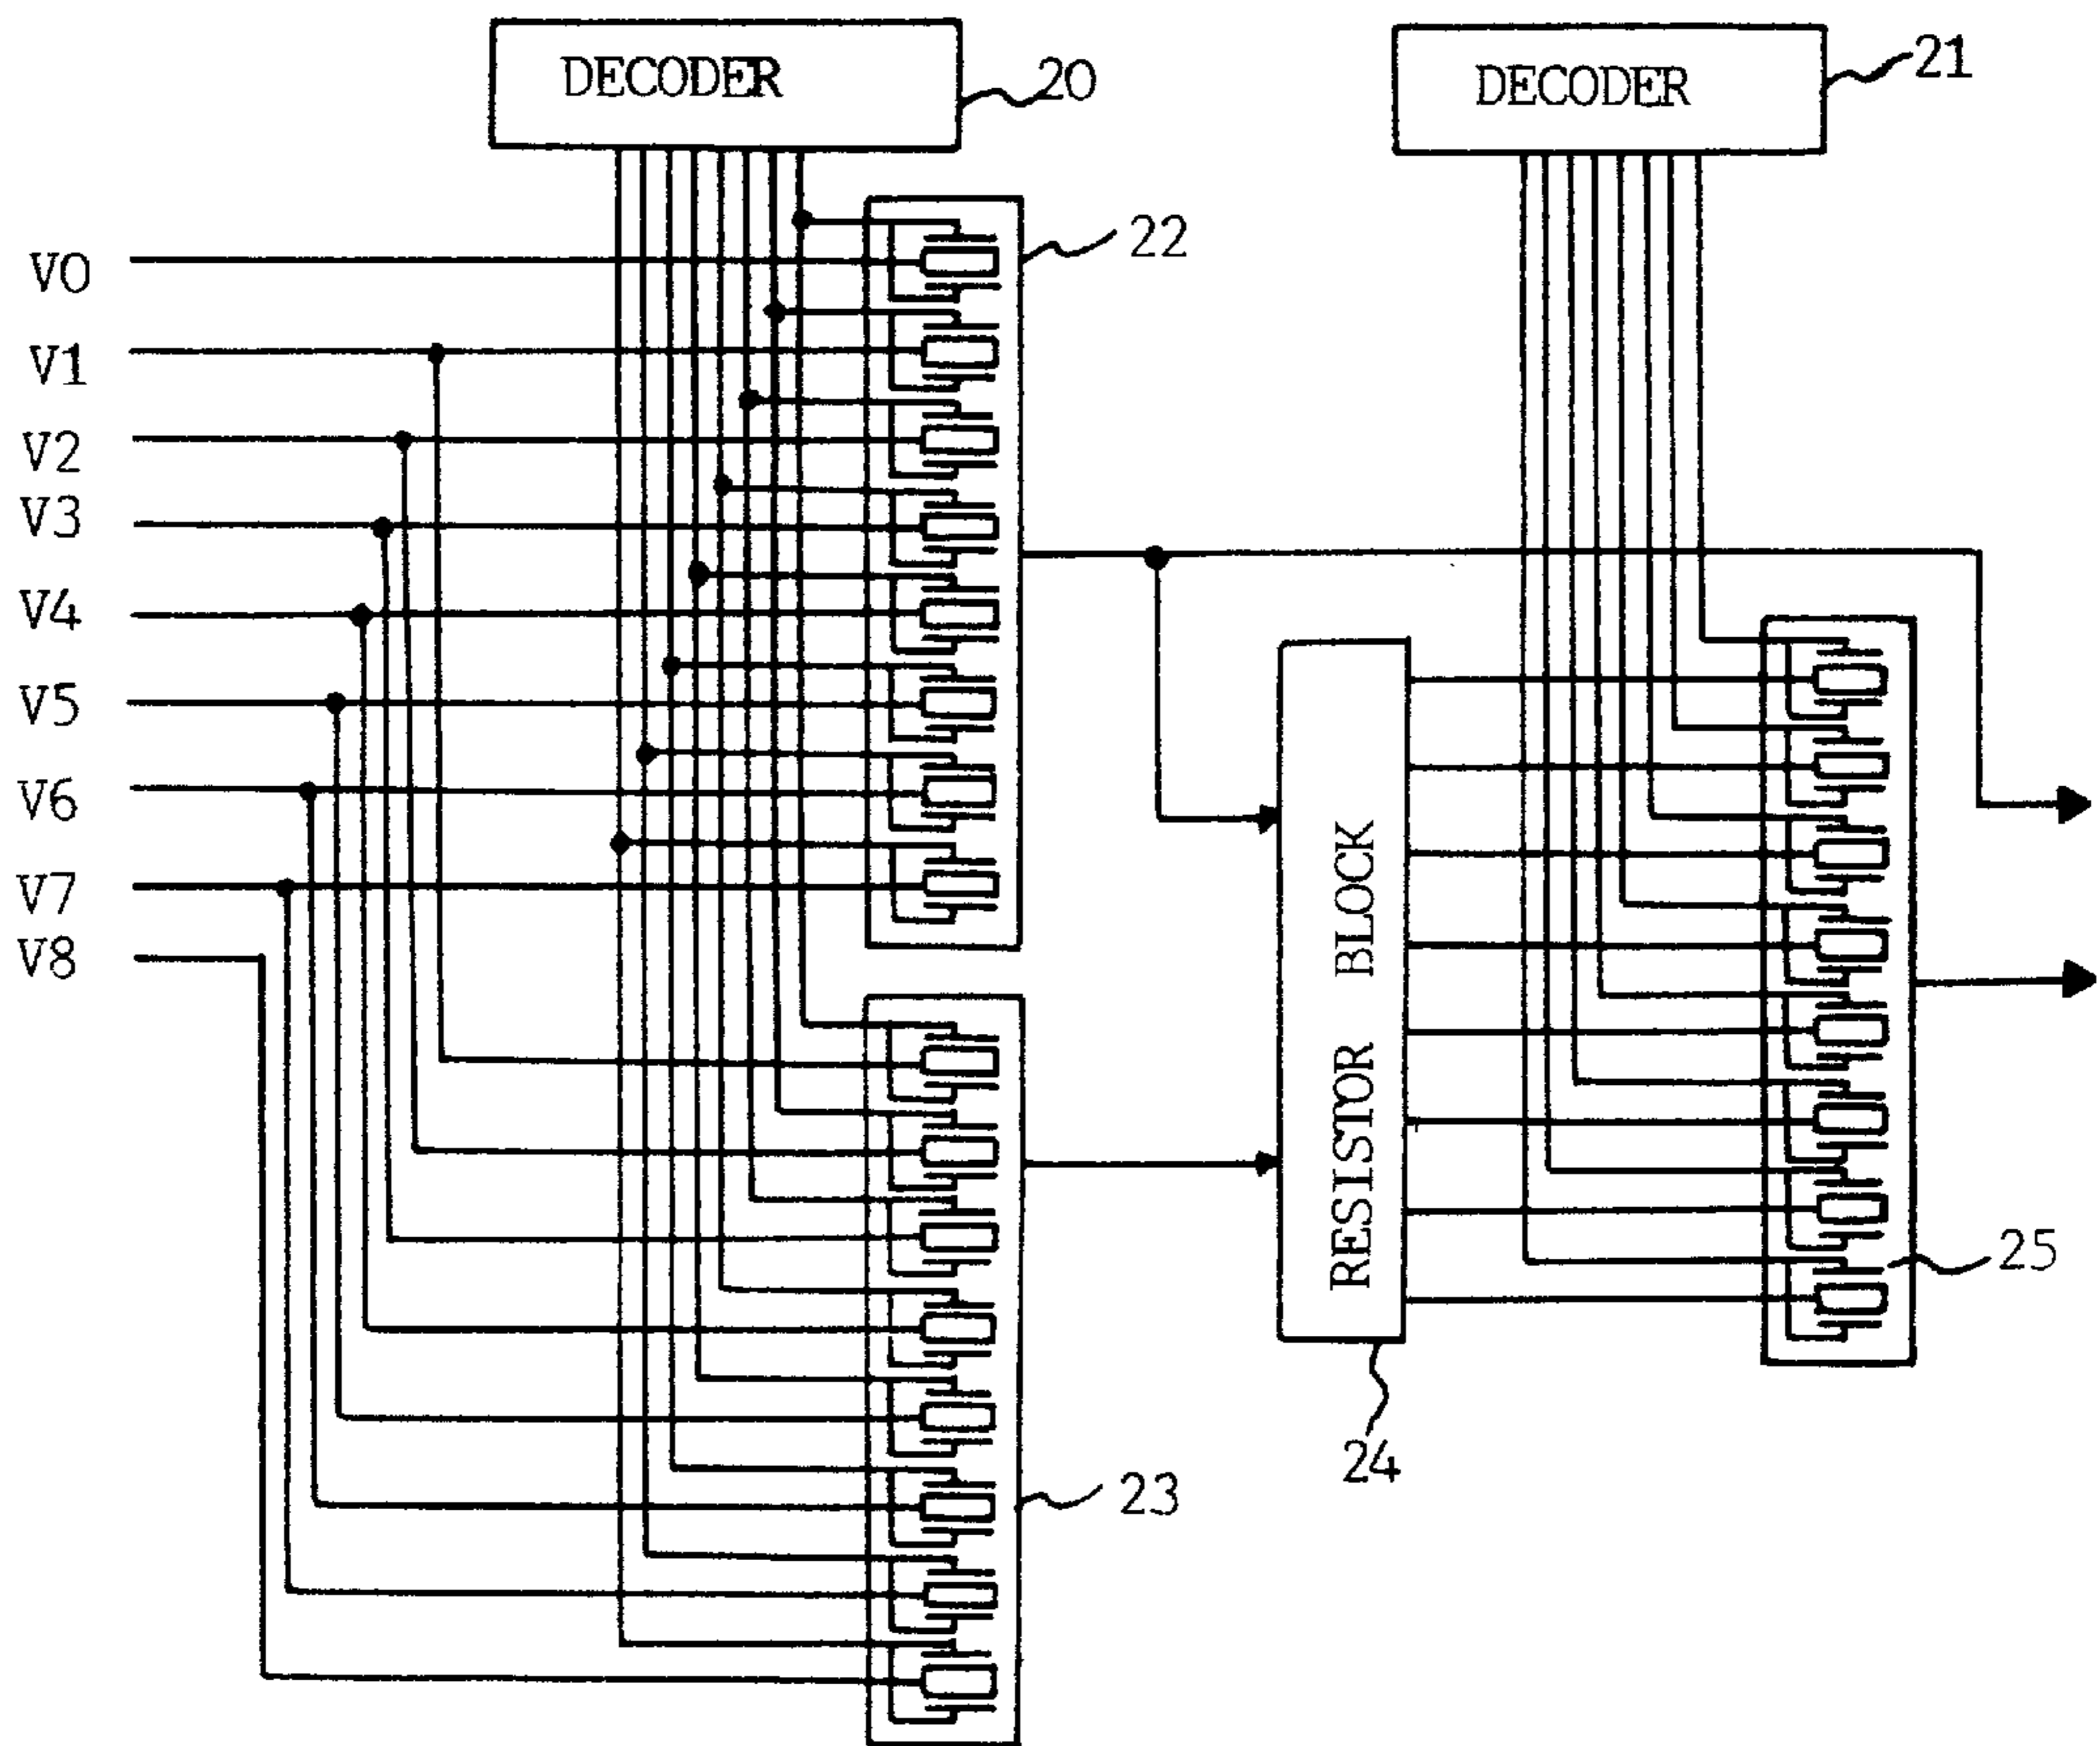 DECODER
20
DECODER
21
22
V0
V1
V2
V3
V4
V5
V6
V7
V8
RESISTOR BLOCK
25
24
23